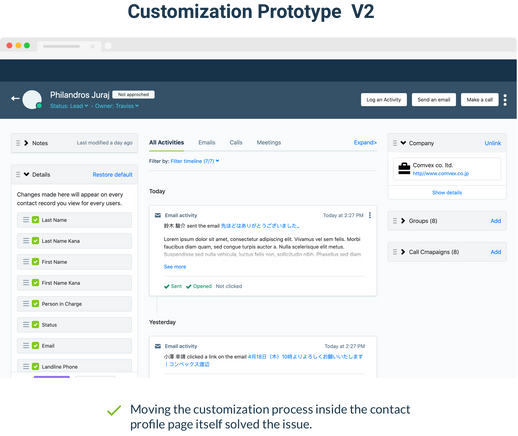 Customization Prototype V2
Philandros Juraj
Not approched
Status: Lead
Owner: Traviss
Log an Activity
Send an email
Make a call
Notes
Last modified a day ago
Details
Restore default
Changes made here will appear on every
contact record you view for every users.
Last Name
Last Name Kana
First Name
First Name Kana
Person in Charge
Status
Email
Landline Phone
All Activities
Emails
Calls
Meetings
Expand>
Filter by: Filter timeline (7/7)
Today
Email activity
Today at 2:27 PM
鈴木 駿介 sent the email 先ほどはありがとうございました。
Lorem ipsum dolor sit amet, consectetur adipiscing elit. Vivamus vel sem felis. Morbi
faucibus diam quam, sed congue turpis auctor a. Nulla scelerisque elit metus.
Suspendisse sed nulla vehicula, luctus felis non, sollicitudin nibh. Phasellus sed diam
See more
Sent
Opened
Not clicked
Yesterday
Email activity
Today at 2:27 PM
小澤 幸靖 clicked a link on the email 4月18日（木）10時よりよろしくお願いいたします
｜コンベックス渡辺
Company
Unlink
Comvex co. ltd.
http//www.comvex.co.jp
Show details
Groups (8)
Add
Call Cmapaigns (8)
Add
Moving the customization process inside the contact
profile page itself solved the issue.